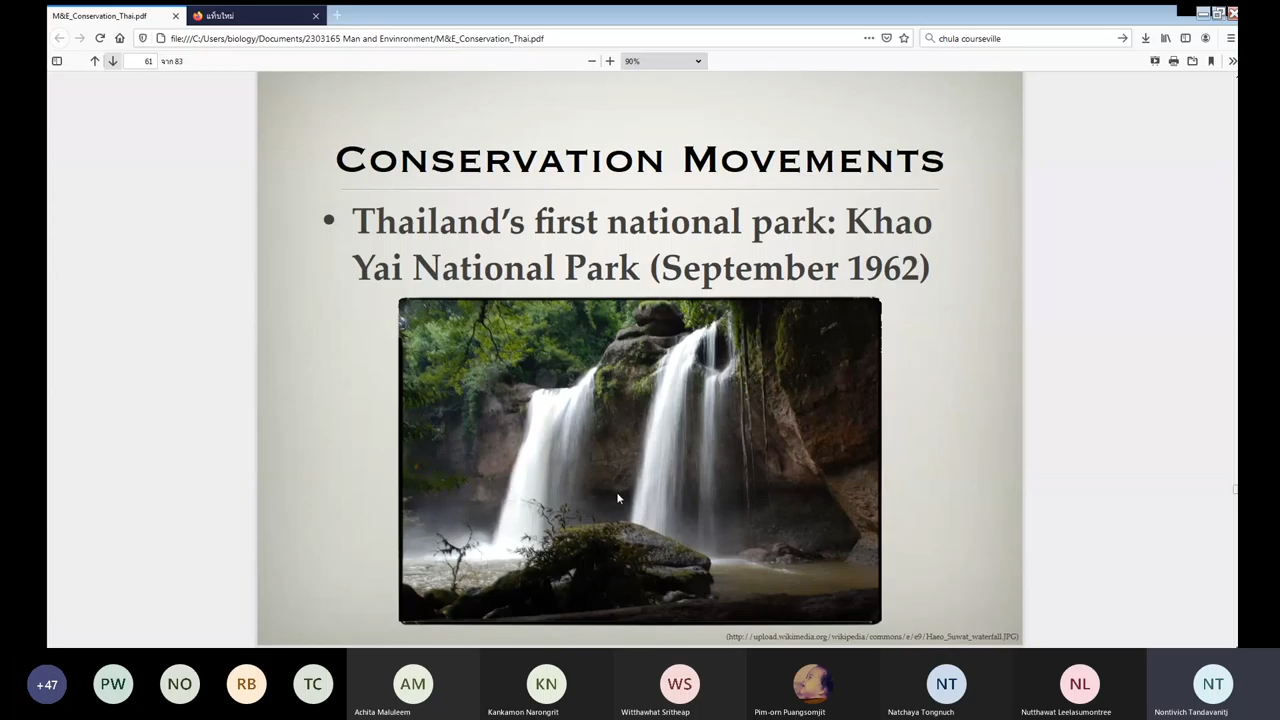 M&E_Conservation_Thai.pdf
แท็บใหม่
file:///C:/Users/biology/Documents/2303165 Man and Envinronment/M&E_Conservation_Thai.pdf
chula courseville
61
จาก 83
90%
Conservation Movements
• Thailand's first national park: Khao
Yai National Park (September 1962)
(http://upload.wikimedia.org/wikipedia/commons/e/e9/Haeo_Suwat_waterfall.JPG)
+47
PW
NO
RB
TC
AM
KN
WS
NT
NL
NT
Achita Maluleem
Kankamon Narongrit
Witthawhat Sritheap
Pim-orn Puangsomjit
Natchaya Tongnuch
Nutthawat Leelasumontree
Nontivich Tandavanitj